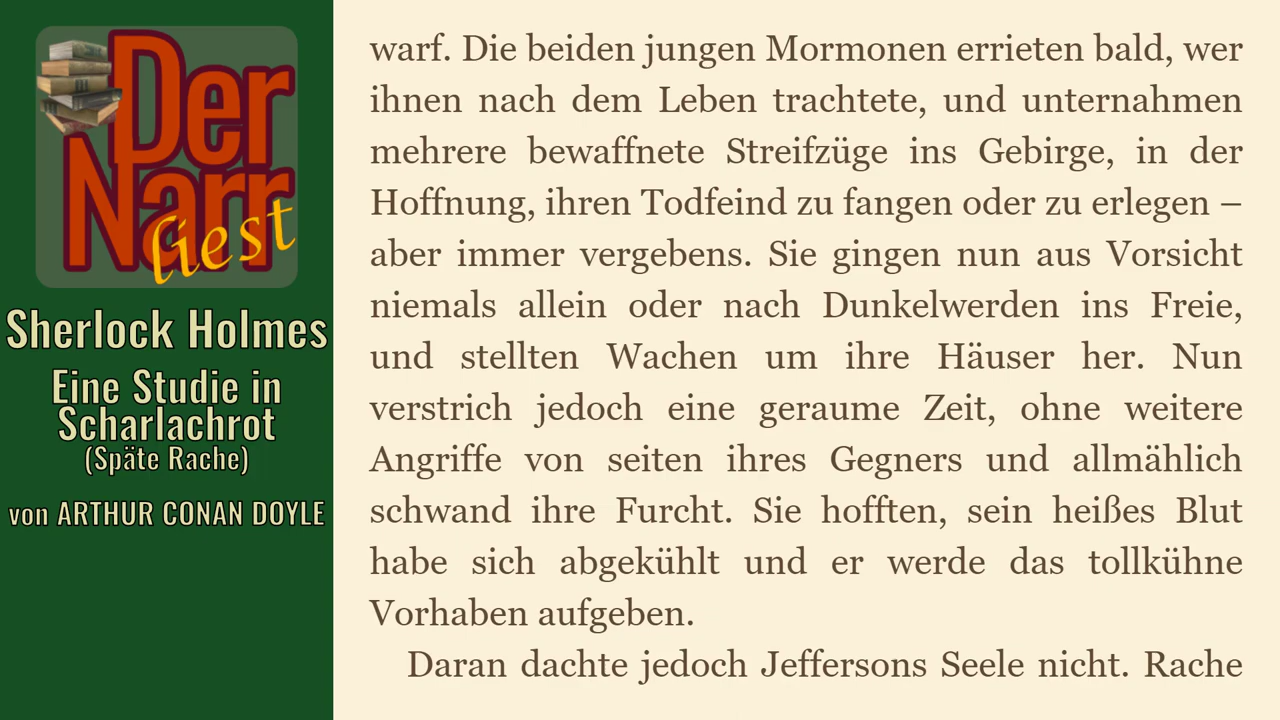 Der
Narr
liest
Sherlock Holmes
Eine Studie in
Scharlachrot
(Späte Rache)
von ARTHUR CONAN DOYLE
warf. Die beiden jungen Mormonen errieten bald, wer
ihnen nach dem Leben trachtete, und unternahmen
mehrere bewaffnete Streifzüge ins Gebirge, in der
Hoffnung, ihren Todfeind zu fangen oder zu erlegen –
aber immer vergebens. Sie gingen nun aus Vorsicht
niemals allein oder nach Dunkelwerden ins Freie,
und stellten Wachen um ihre Häuser her. Nun
verstrich jedoch eine geraume Zeit, ohne weitere
Angriffe von seiten ihres Gegners und allmählich
schwand ihre Furcht. Sie hofften, sein heißes Blut
habe sich abgekühlt und er werde das tollkühne
Vorhaben aufgeben.
Daran dachte jedoch Jeffersons Seele nicht. Rache